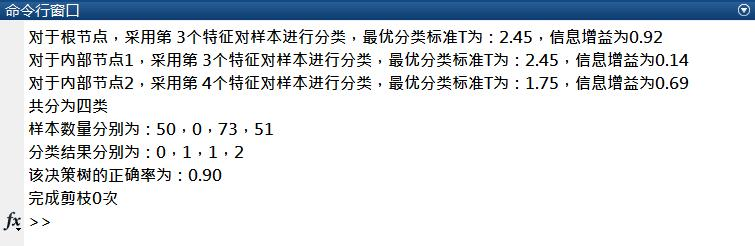 命令行窗口
对于根节点，采用第 3个特征对样本进行分类，最优分类标准T为：2.45，信息增益为0.92
对于内部节点1，采用第 3个特征对样本进行分类，最优分类标准T为：2.45，信息增益为0.14
对于内部节点2，采用第 4个特征对样本进行分类，最优分类标准T为：1.75，信息增益为0.69
共分为四类
样本数量分别为：50，0，73，51
分类结果分别为：0，1，1，2
该决策树的正确率为：0.90
完成剪枝0次
fx >>